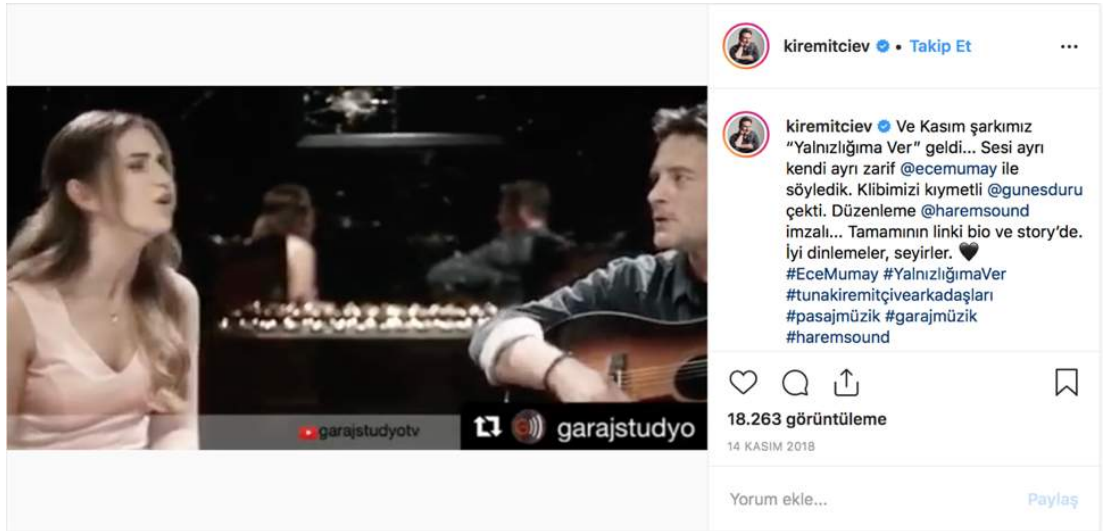 kiremitciev • Takip Et
kiremitciev Ve Kasım şarkımız
“Yalnızlığıma Ver” geldi... Sesi ayrı
kendi ayrı zarif @ecemumay ile
söyledik. Klibimizi kıymetli @gunesduru
çekti. Düzenleme @haremsound
imzalı... Tamamının linki bio ve story’de.
İyi dinlemeler, seyirler. 🖤
#EceMumay #YalnızlığımaVer
#tunakiremitçivearkadaşları
#pasajmüzik #garajmüzik
#haremsound
garajstudyotv
garajstudyo
18.263 görüntüleme
14 KASIM 2018
Yorum ekle...
Paylaş